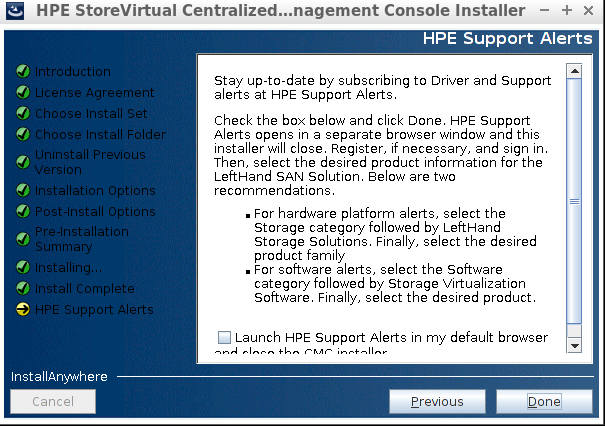 HPE StoreVirtual Centralized...nagement Console Installer
HPE Support Alerts
Introduction
License Agreement
Choose Install Set
Choose Install Folder
Uninstall Previous
Version
Installation Options
Post-Install Options
Pre-Installation
Summary
Installing...
Install Complete
HPE Support Alerts
Stay up-to-date by subscribing to Driver and Support
alerts at HPE Support Alerts.
Check the box below and click Done. HPE Support
Alerts opens in a separate browser window and this
installer will close. Register, if necessary, and sign in.
Then, select the desired product information for the
LeftHand SAN Solution. Below are two
recommendations.
For hardware platform alerts, select the
Storage category followed by LeftHand
Storage Solutions. Finally, select the desired
product family
For software alerts, select the Software
category followed by Storage Virtualization
Software. Finally, select the desired product.
Launch HPE Support Alerts in my default browser
and close the CMC installer
InstallAnywhere
Cancel
Previous
Done